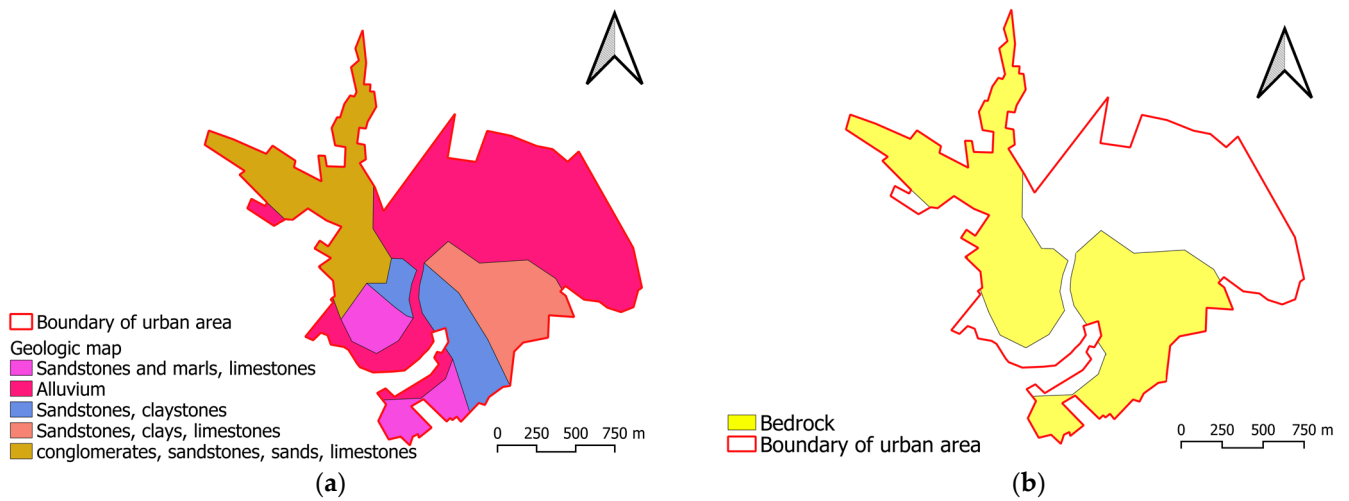 Boundary of urban area
Geologic map
Sandstones and marls, limestones
Alluvium
Sandstones, claystones
Sandstones, clays, limestones
conglomerates, sandstones, sands, limestones
0 250 500 750 m
(a)
Bedrock
Boundary of urban area
0 250 500 750 m
(b)